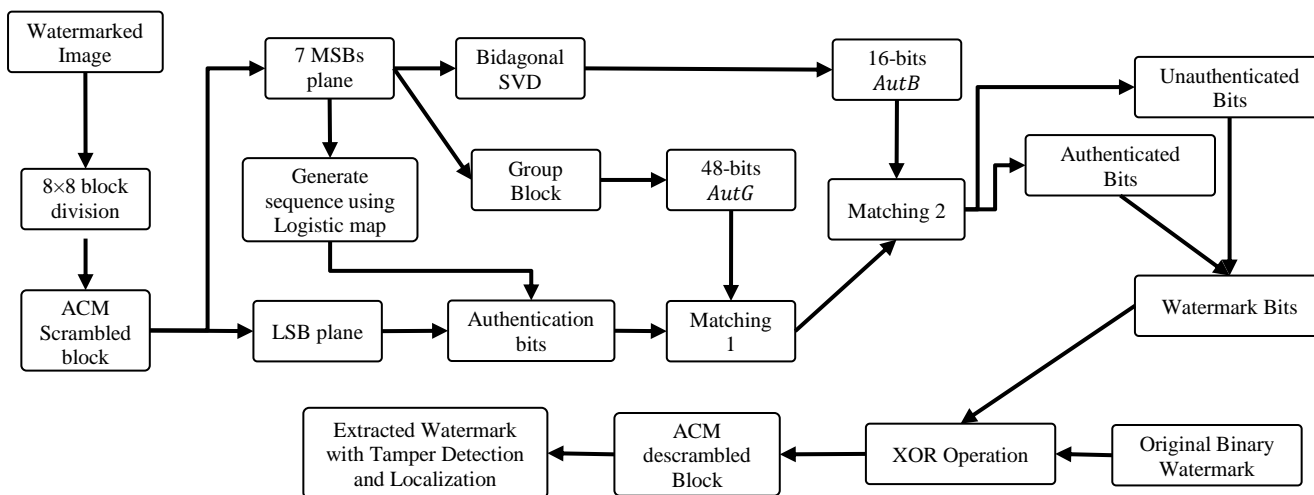 Watermarked
Image
8×8 block
division
ACM
Scrambled
block
7 MSBs
plane
Generate
sequence using
Logistic map
LSB plane
Bidagonal
SVD
Group
Block
Authentication
bits
16-bits
AutB
48-bits
AutG
Matching
1
Matching 2
Unauthenticated
Bits
Authenticated
Bits
Watermark Bits
Original Binary
Watermark
XOR Operation
ACM
descrambled
Block
Extracted Watermark
with Tamper Detection
and Localization